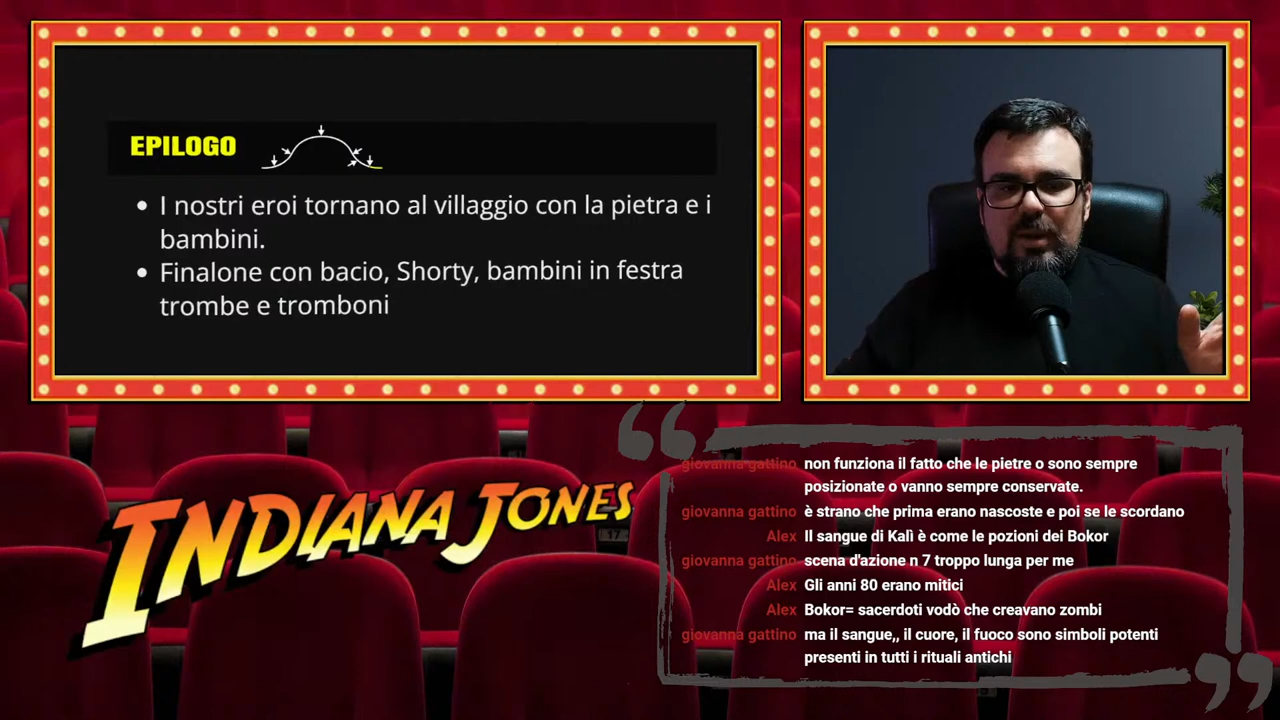 EPILOGO
I nostri eroi tornano al villaggio con la pietra e i
bambini.
Finalone con bacio, Shorty, bambini in festra
trombe e tromboni
INDIANA JONES
giovanna gattino non funziona il fatto che le pietre o sono sempre
posizionate o vanno sempre conservate.
giovanna gattino è strano che prima erano nascoste e poi se le scordano
Alex Il sangue di Kalì è come le pozioni dei Bokor
giovanna gattino scena d'azione n 7 troppo lunga per me
Alex Gli anni 80 erano mitici
Alex Bokor= sacerdoti vodò che creavano zombi
giovanna gattino ma il sangue,, il cuore, il fuoco sono simboli potenti
presenti in tutti i rituali antichi